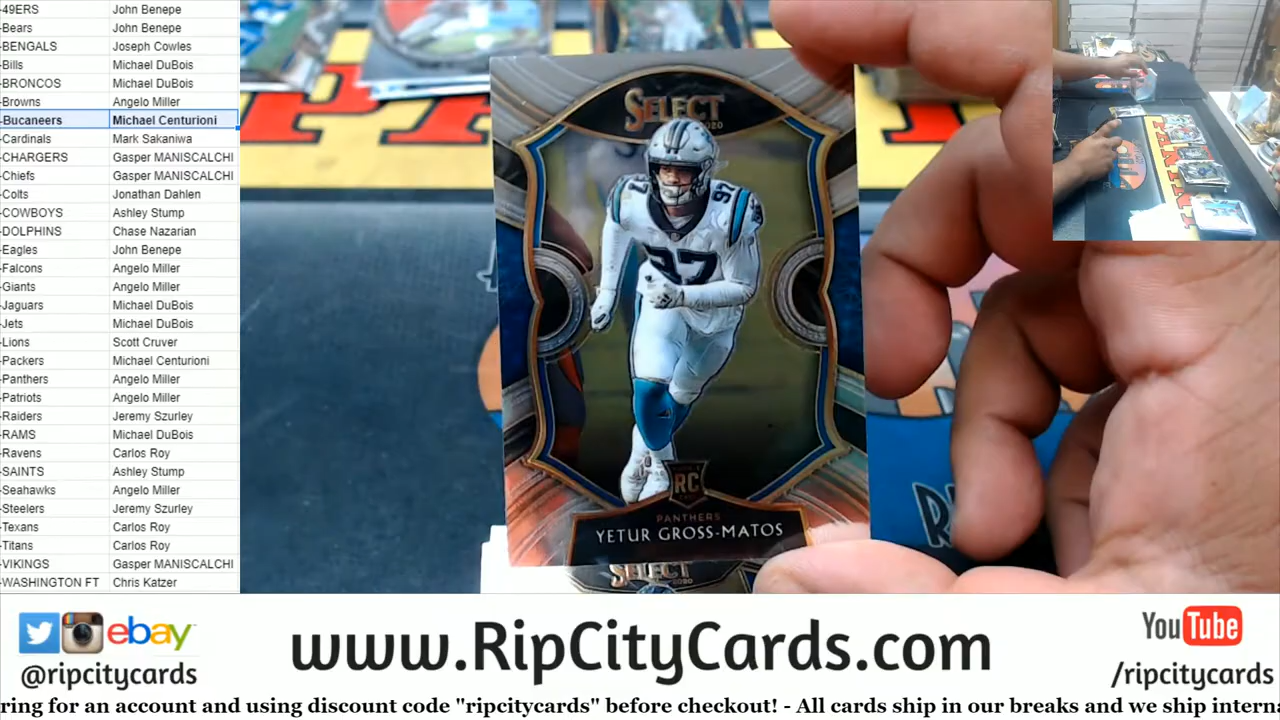 -49ERS John Benepe
-Bears John Benepe
-BENGALS Joseph Cowles
-Bills Michael DuBois
-BRONCOS Michael DuBois
-Browns Angelo Miller
-Bucaneers Michael Centurioni
-Cardinals Mark Sakaniwa
-CHARGERS Gasper MANISCALCHI
-Chiefs Gasper MANISCALCHI
-Colts Jonathan Dahlen
-COWBOYS Ashley Stump
-DOLPHINS Chase Nazarian
-Eagles John Benepe
-Falcons Angelo Miller
-Giants Angelo Miller
-Jaguars Michael DuBois
-Jets Michael DuBois
-Lions Scott Cruver
-Packers Michael Centurioni
-Panthers Angelo Miller
-Patriots Angelo Miller
-Raiders Jeremy Szurley
-RAMS Michael DuBois
-Ravens Carlos Roy
-SAINTS Ashley Stump
-Seahawks Angelo Miller
-Steelers Jeremy Szurley
-Texans Carlos Roy
-Titans Carlos Roy
-VIKINGS Gasper MANISCALCHI
-WASHINGTON FT Chris Katzer
SELECT
2020
97
97
97
RC
PANTHERS
YETUR GROSS-MATOS
SELECT
2020
ebay
@ripcitycards
www.RipCityCards.com
YouTube
/ripcitycards
ring for an account and using discount code "ripcitycards" before checkout! - All cards ship in our breaks and we ship interna